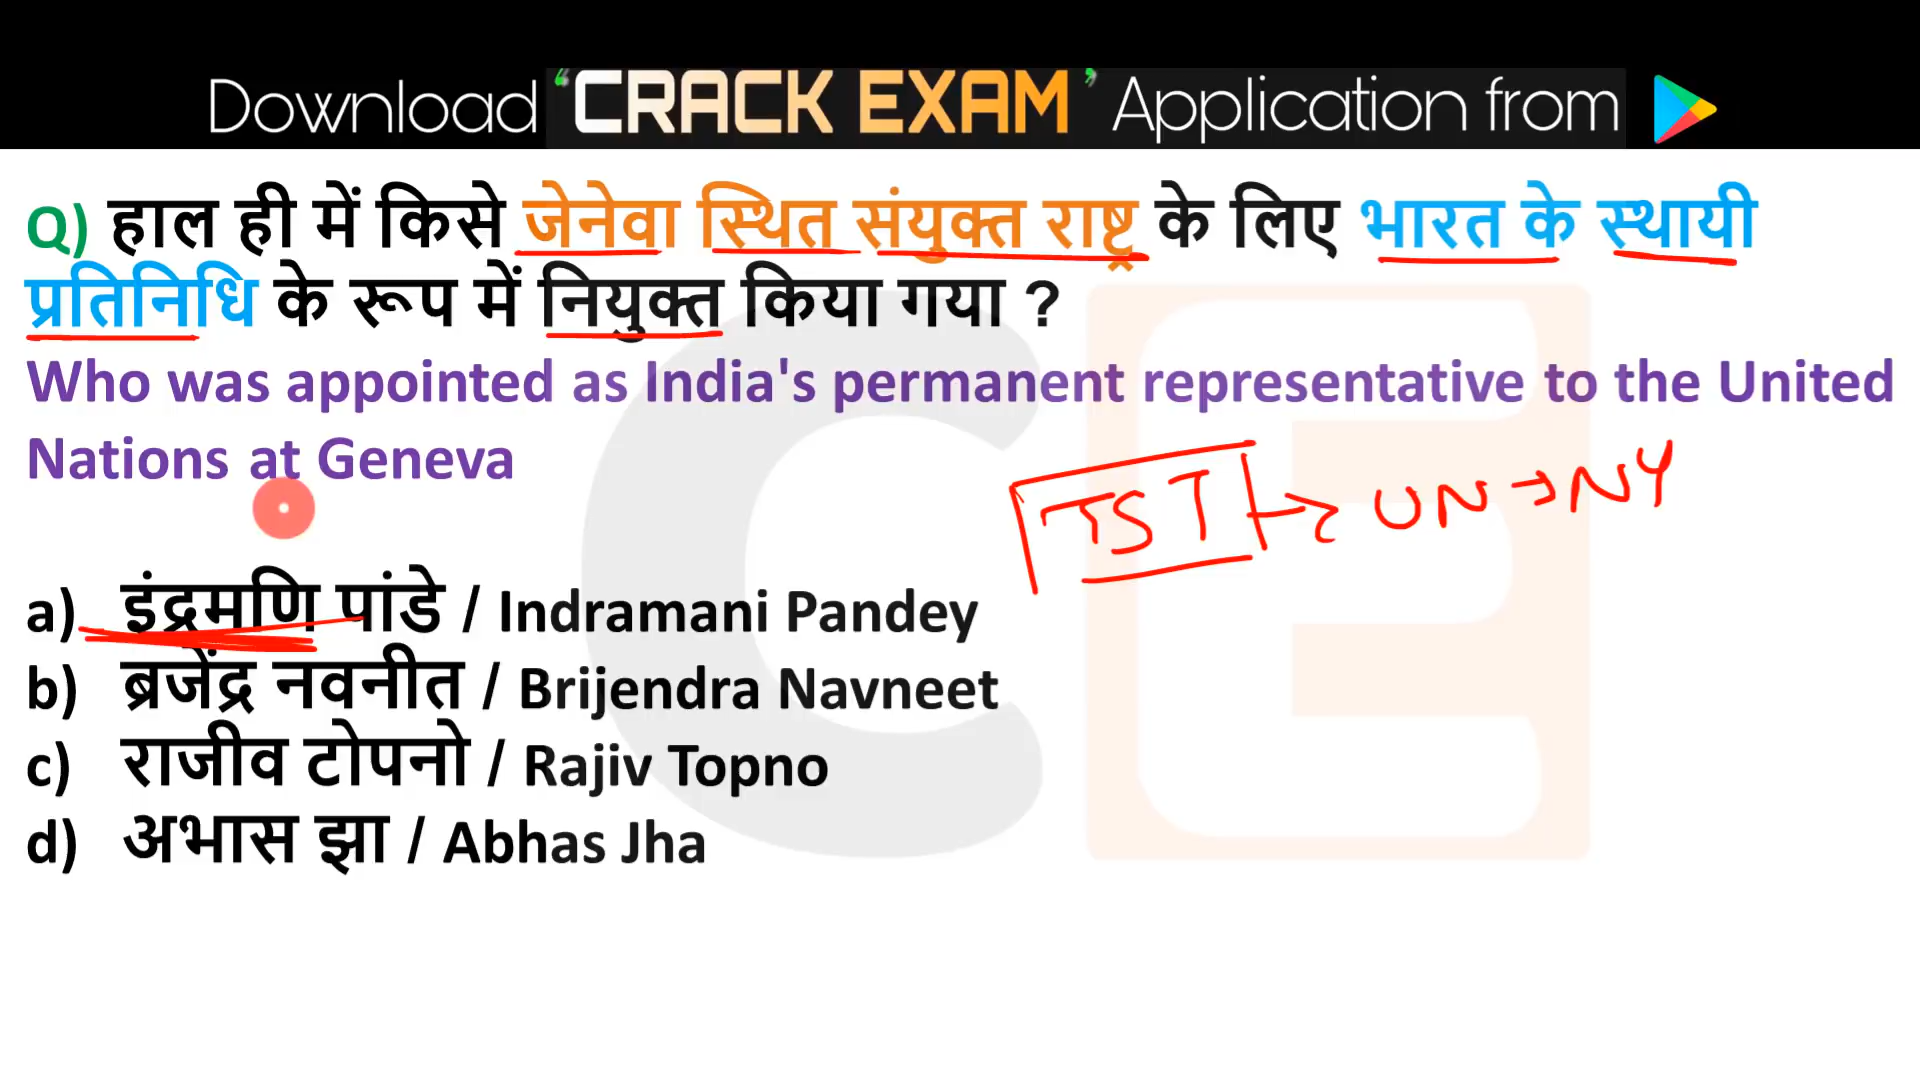 Download ‘CRACK EXAM’ Application from
Q) हाल ही में किसे जेनेवा स्थित संयुक्त राष्ट्र के लिए भारत के स्थायी
प्रतिनिधि के रूप में नियुक्त किया गया ?
Who was appointed as India's permanent representative to the United
Nations at Geneva
TST → UN → NY
a) इंद्रमणि पांडे / Indramani Pandey
b) ब्रजेंद्र नवनीत / Brijendra Navneet
c) राजीव टोपनो / Rajiv Topno
d) अभास झा / Abhas Jha
CE